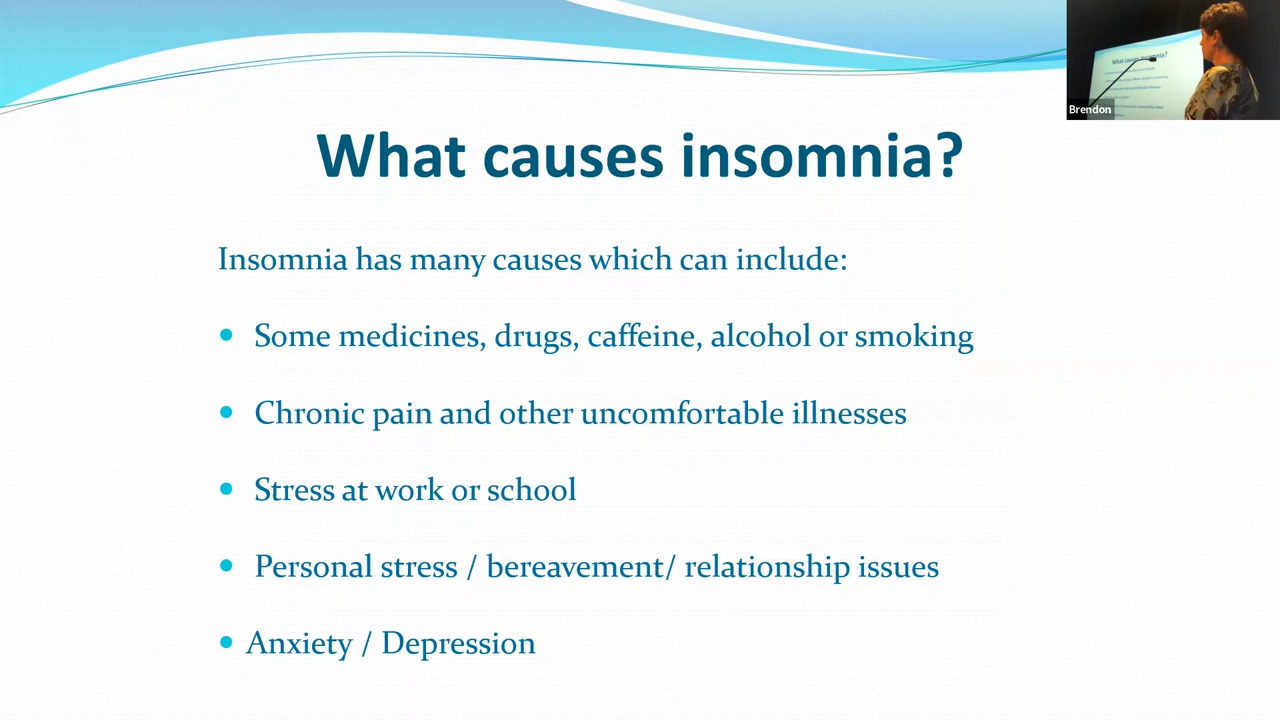 What causes insomnia?
Insomnia has many causes which can include:
• Some medicines, drugs, caffeine, alcohol or smoking
• Chronic pain and other uncomfortable illnesses
• Stress at work or school
• Personal stress / bereavement/ relationship issues
• Anxiety / Depression
What causes insomnia?
Brendon